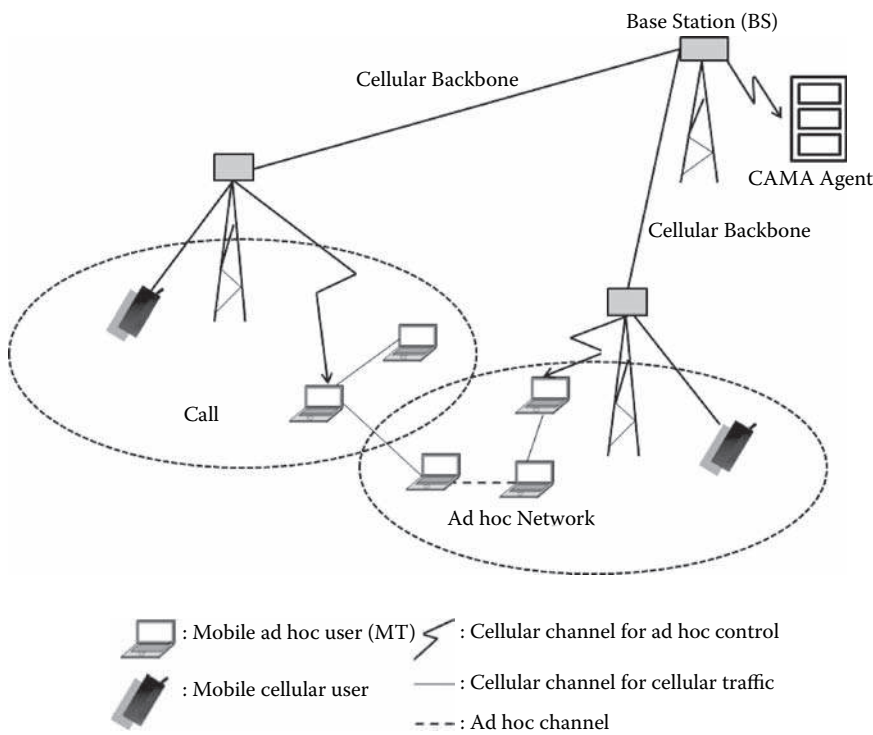 Base Station (BS)
Cellular Backbone
CAMA Agent
Cellular Backbone
Call
Ad hoc Network
: Mobile ad hoc user (MT)
: Cellular channel for ad hoc control
: Mobile cellular user
: Cellular channel for cellular traffic
: Ad hoc channel